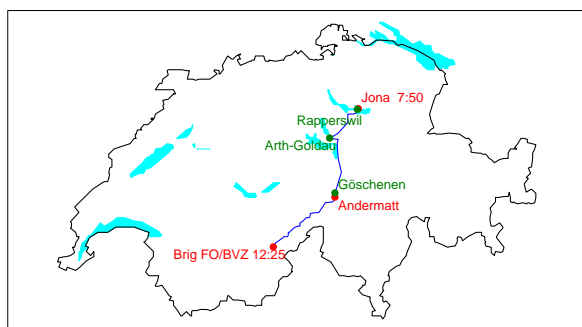 Jona  7:50
Rapperswil
Arth-Goldau
Göschenen
Andermatt
Brig FO/BVZ 12:25